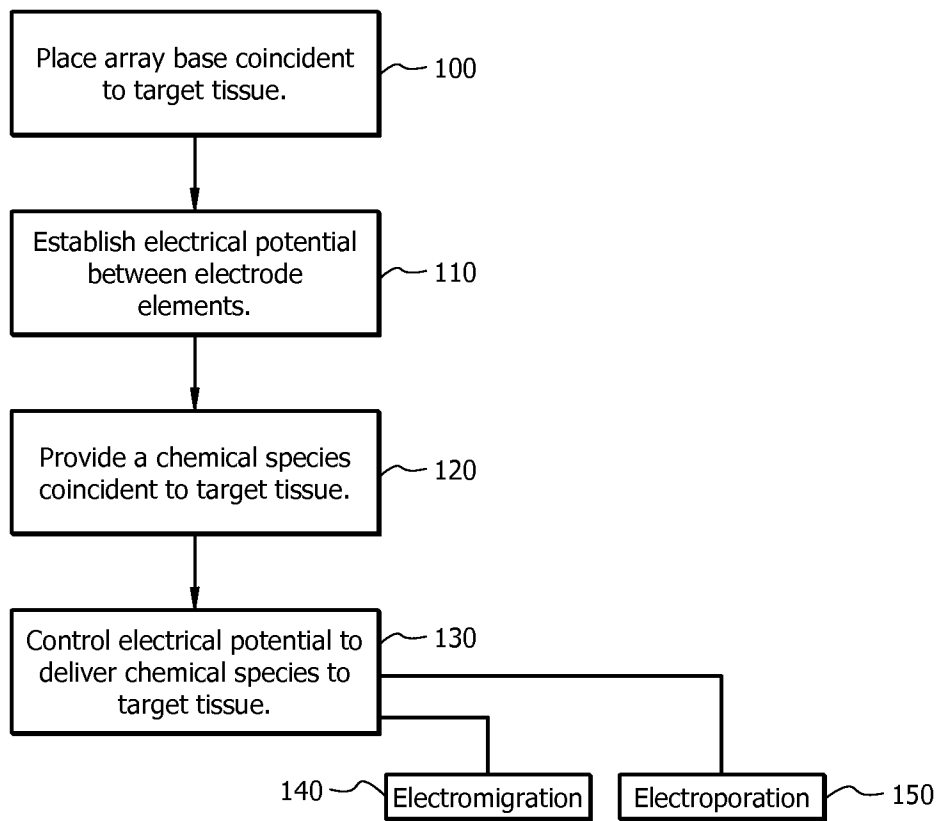 Place array base coincident
to target tissue.
100
Establish electrical potential
between electrode
elements.
110
Provide a chemical species
coincident to target tissue.
120
Control electrical potential to
deliver chemical species to
target tissue.
130
140
Electromigration
Electroporation
150